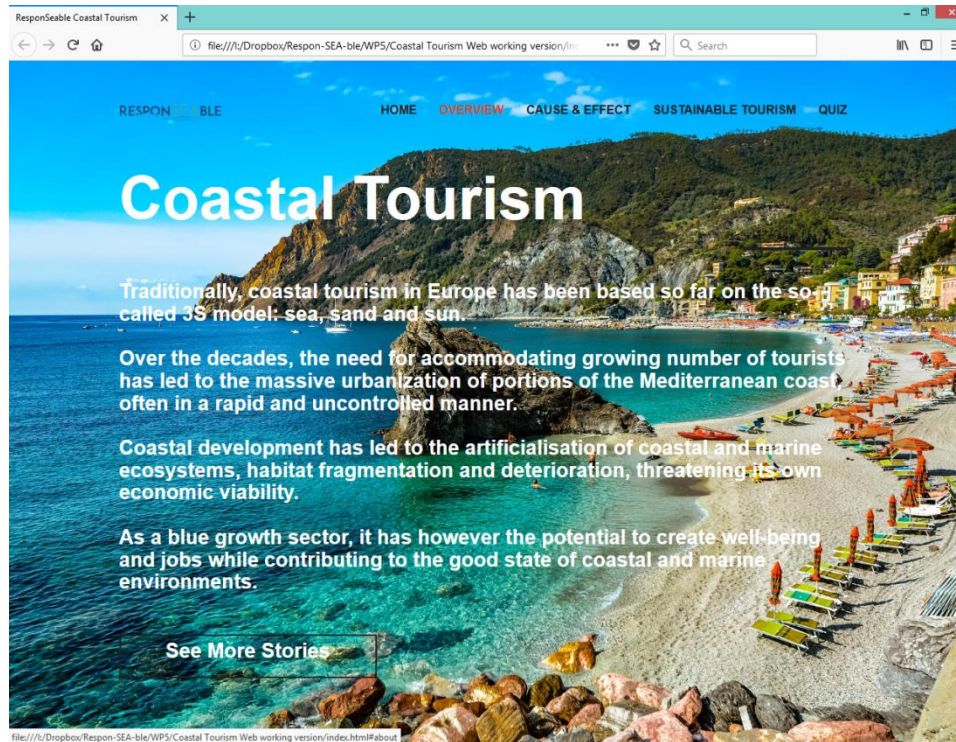 ResponSeable Coastal Tourism
file:///I:/Dropbox/Respon-SEA-ble/WP5/Coastal Tourism Web working version/in
Search
RESPONSEABLE
HOME OVERVIEW CAUSE & EFFECT SUSTAINABLE TOURISM QUIZ
Coastal Tourism
Traditionally, coastal tourism in Europe has been based so far on the so-
called 3S model: sea, sand and sun.
Over the decades, the need for accommodating growing number of tourists
has led to the massive urbanization of portions of the Mediterranean coast,
often in a rapid and uncontrolled manner.
Coastal development has led to the artificialisation of coastal and marine
ecosystems, habitat fragmentation and deterioration, threatening its own
economic viability.
As a blue growth sector, it has however the potential to create well-being
and jobs while contributing to the good state of coastal and marine
environments.
See More Stories
file:///I:/Dropbox/Respon-SEA-ble/WP5/Coastal Tourism Web working version/index.html#about